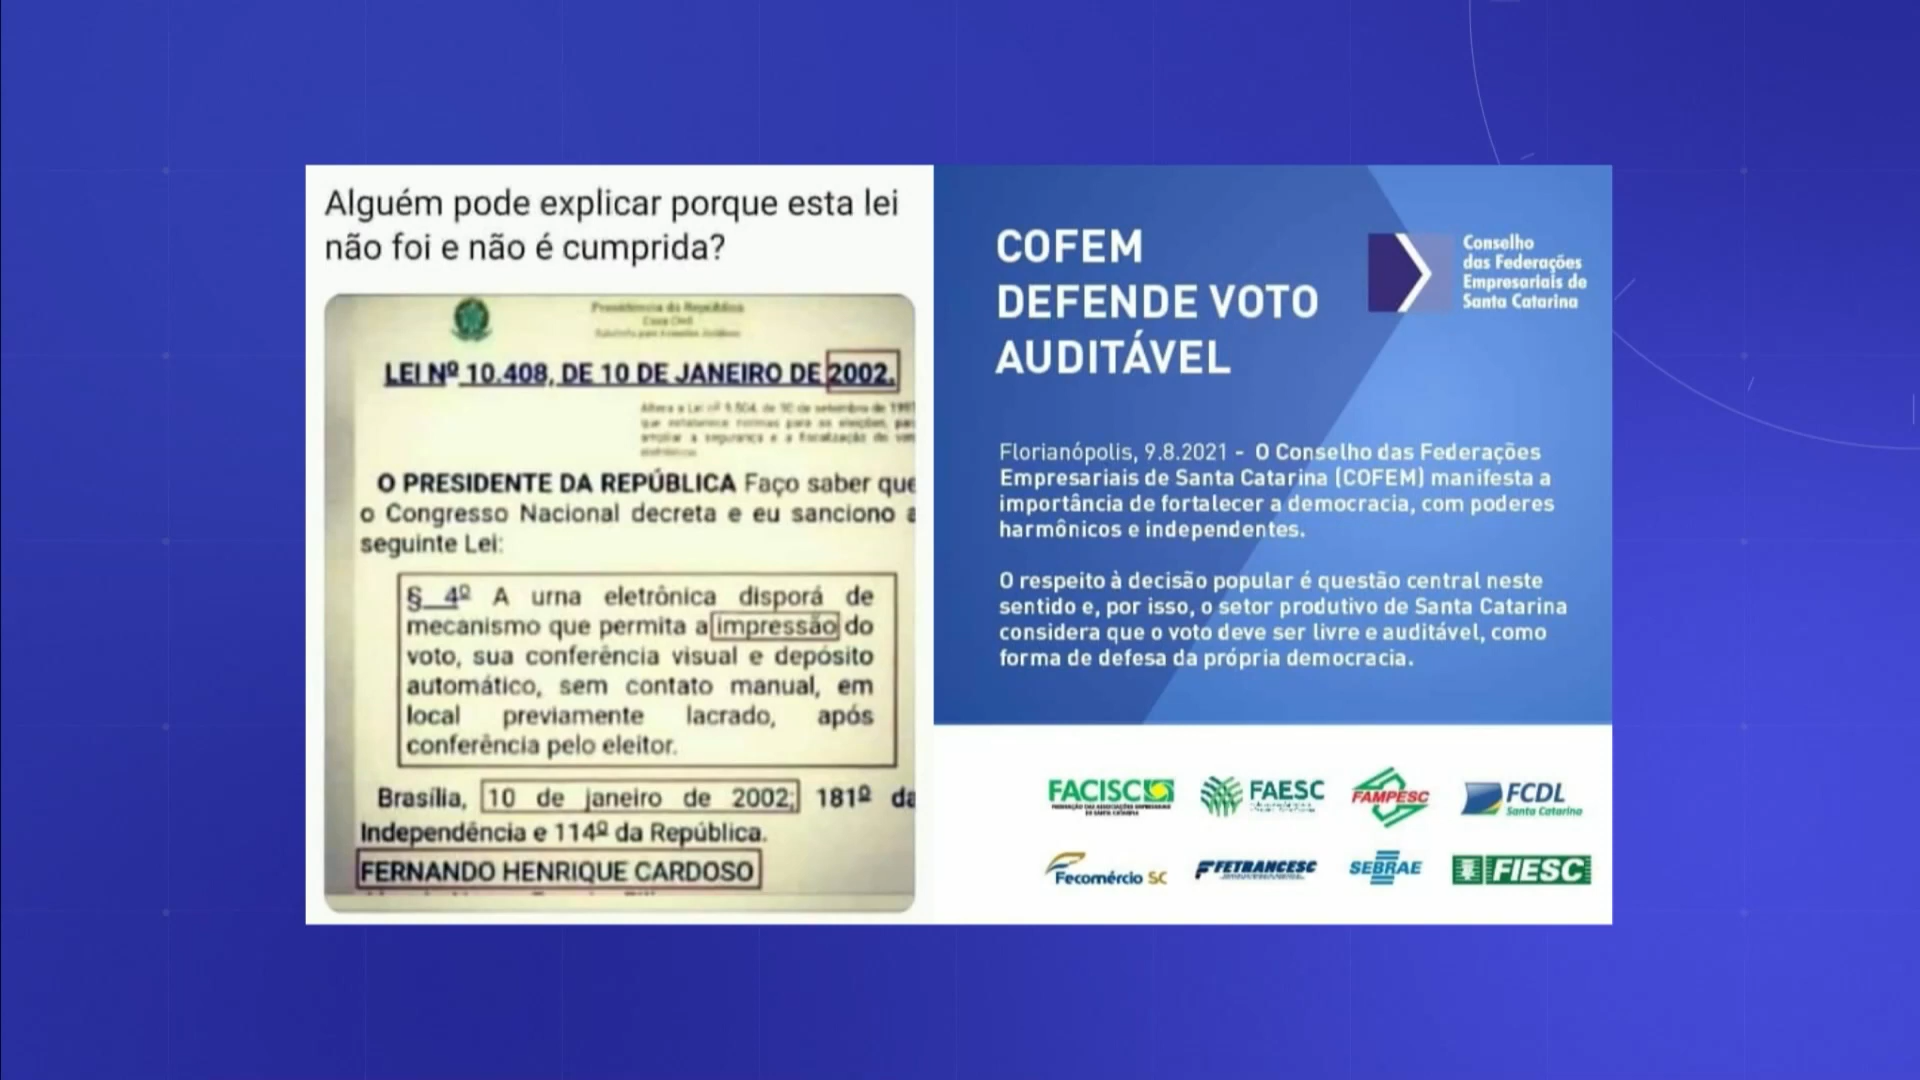 Alguém pode explicar porque esta lei
não foi e não é cumprida?
Presidência da República
Casa Civil
LEI Nº 10.408, DE 10 DE JANEIRO DE 2002.
O PRESIDENTE DA REPÚBLICA Faço saber que
o Congresso Nacional decreta e eu sanciono a
seguinte Lei:
§ 4º A urna eletrônica disporá de
mecanismo que permita a impressão do
voto, sua conferência visual e depósito
automático, sem contato manual, em
local previamente lacrado, após
conferência pelo eleitor.
Brasília, 10 de janeiro de 2002; 181º da
Independência e 114º da República.
FERNANDO HENRIQUE CARDOSO
COFEM
DEFENDE VOTO
AUDITÁVEL
Conselho
das Federações
Empresariais de
Santa Catarina
Florianópolis, 9.8.2021 - O Conselho das Federações
Empresariais de Santa Catarina (COFEM) manifesta a
importância de fortalecer a democracia, com poderes
harmônicos e independentes.
O respeito à decisão popular é questão central neste
sentido e, por isso, o setor produtivo de Santa Catarina
considera que o voto deve ser livre e auditável, como
forma de defesa da própria democracia.
FACISC
FAESC
FAMPESC
FCDL
Santa Catarina
Fecomércio SC
FETRANCESC
SEBRAE
FIESC